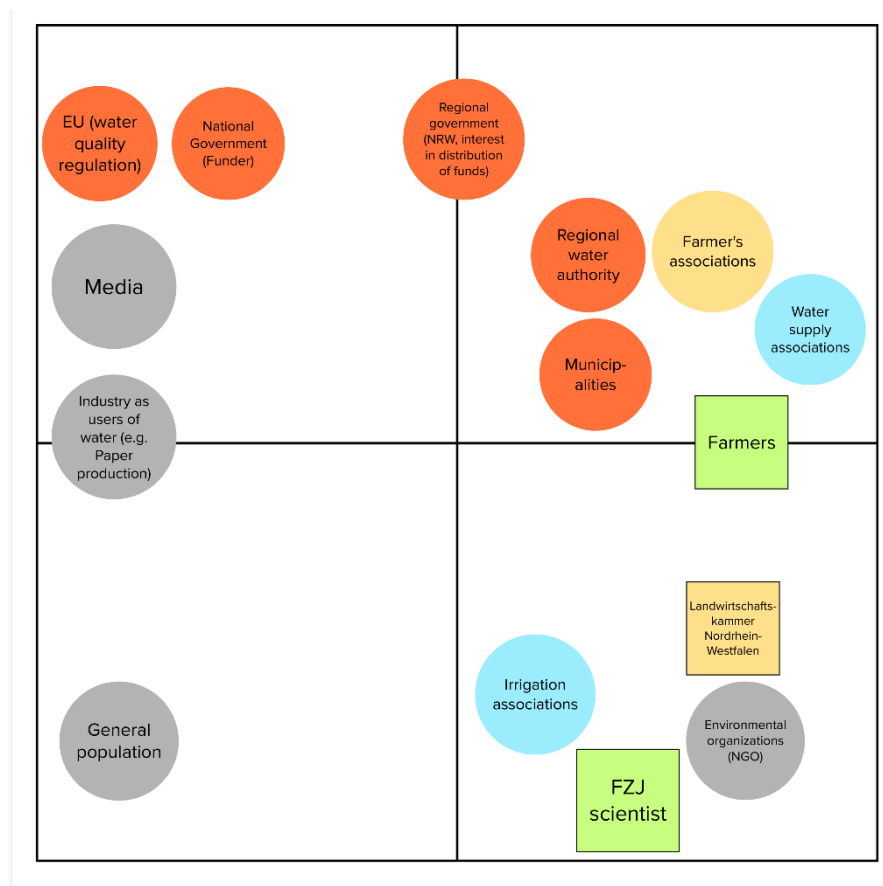 EU (water
quality
regulation)
National
Government
(Funder)
Regional
government
(NRW, interest
in distribution
of funds)
Regional
water
authority
Farmer's
associations
Media
Water
supply
associations
Municip-
alities
Industry as
users of
water (e.g.
Paper
production)
Farmers
Landwirtschafts-
kammer
Nordrhein-
Westfalen
Irrigation
associations
General
population
Environmental
organizations
(NGO)
FZJ
scientist